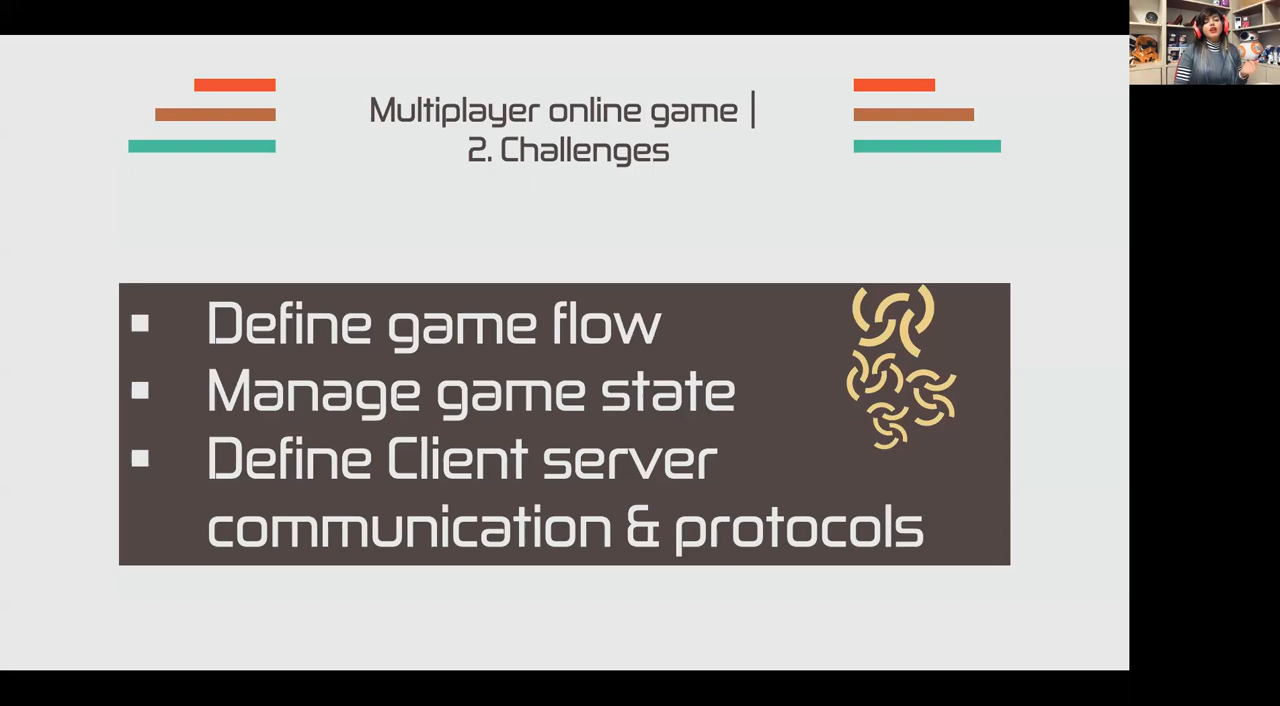 Multiplayer online game |
2. Challenges
▪ Define game flow
▪ Manage game state
▪ Define Client server
communication & protocols